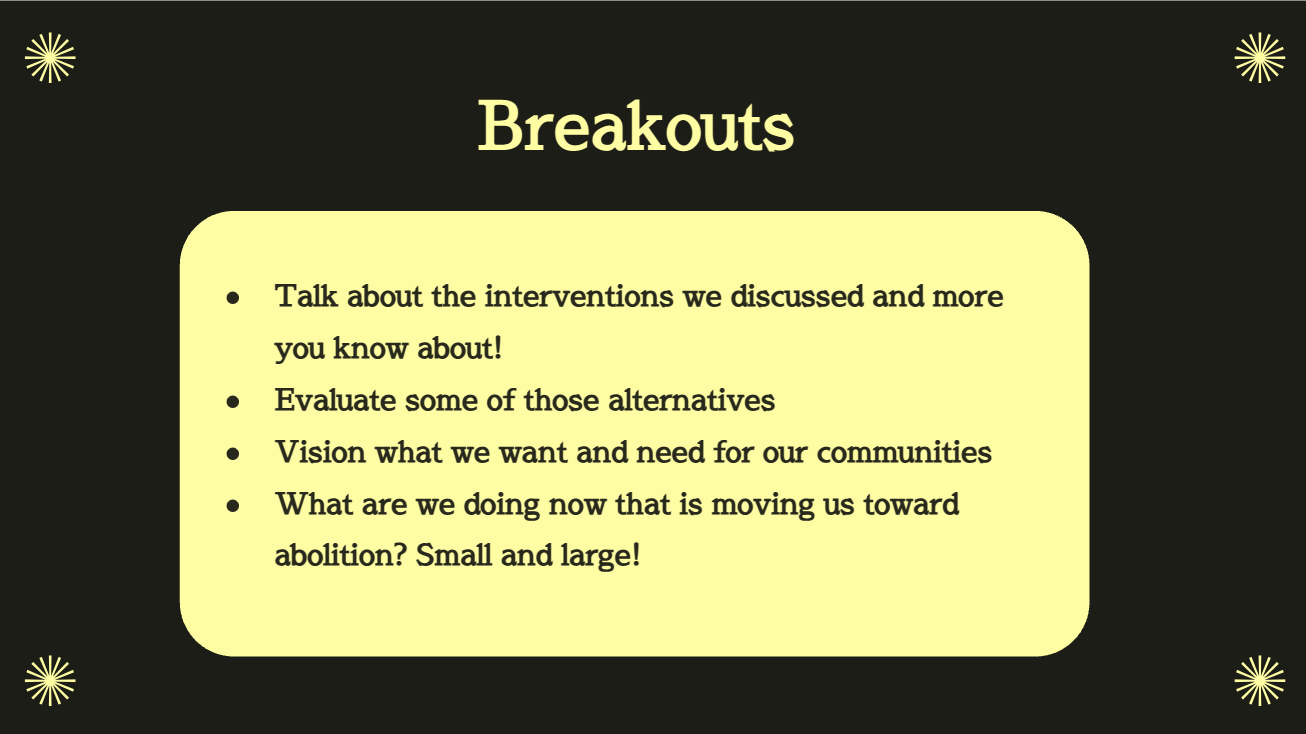 Breakouts
● Talk about the interventions we discussed and more
you know about!
● Evaluate some of those alternatives
● Vision what we want and need for our communities
● What are we doing now that is moving us toward
abolition? Small and large!